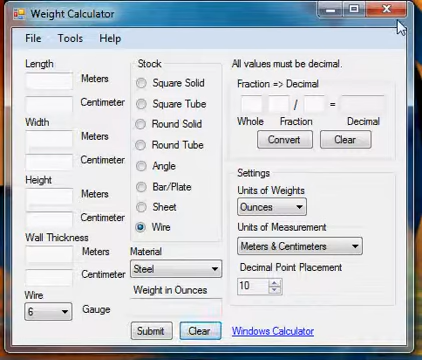 Weight Calculator
File Tools Help
Length
Meters
Centimeter
Width
Meters
Centimeter
Height
Meters
Centimeter
Wall Thickness
Meters
Centimeter
Wire
6 Gauge
Stock
Square Solid
Square Tube
Round Solid
Round Tube
Angle
Bar/Plate
Sheet
Wire
Material
Steel
Weight in Ounces
Submit Clear
All values must be decimal.
Fraction => Decimal
/ =
Whole Fraction Decimal
Convert Clear
Settings
Units of Weights
Ounces
Units of Measurement
Meters & Centimeters
Decimal Point Placement
10
Windows Calculator